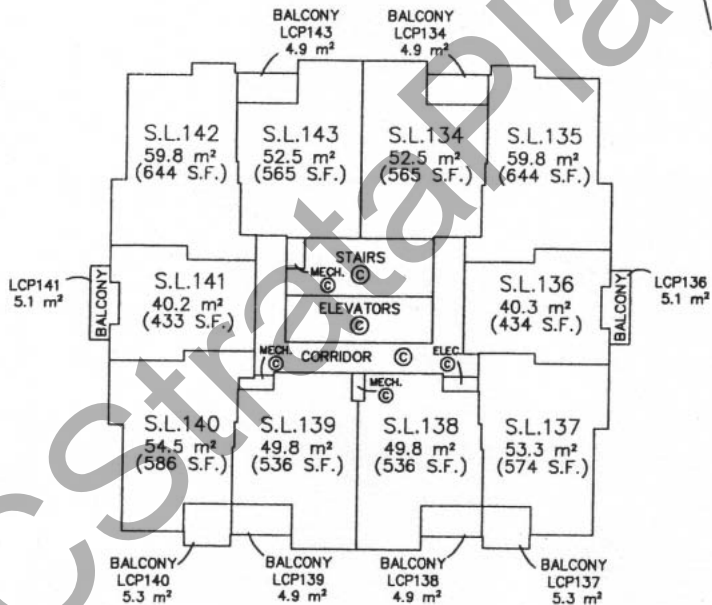 BALCONY
LCP143
4.9 m²
BALCONY
LCP134
4.9 m²
S.L.142
59.8 m²
(644 S.F.)
S.L.143
52.5 m²
(565 S.F.)
S.L.134
52.5 m²
(565 S.F.)
S.L.135
59.8 m²
(644 S.F.)
STAIRS
©
MECH.
©
ELEVATORS
©
LCP141
5.1 m²
BALCONY
S.L.141
40.2 m²
(433 S.F.)
S.L.136
40.3 m²
(434 S.F.)
BALCONY
LCP136
5.1 m²
MECH.
©
CORRIDOR ©
ELEC.
©
MECH.
©
S.L.140
54.5 m²
(586 S.F.)
S.L.139
49.8 m²
(536 S.F.)
S.L.138
49.8 m²
(536 S.F.)
S.L.137
53.3 m²
(574 S.F.)
BALCONY
LCP140
5.3 m²
BALCONY
LCP139
4.9 m²
BALCONY
LCP138
4.9 m²
BALCONY
LCP137
5.3 m²
CStrataPla